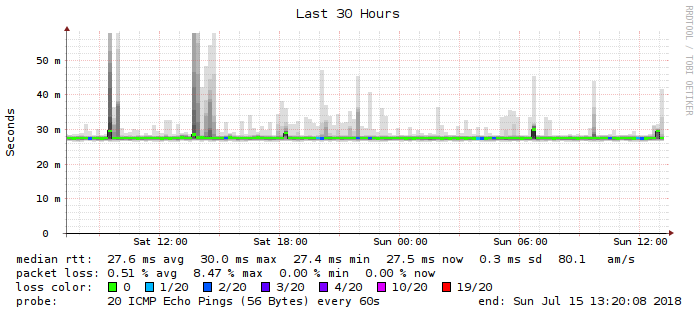 Last 30 Hours
RRDTOOL / TOBI OETIKER
Seconds
50 m
40 m
30 m
20 m
10 m
0
Sat 12:00 Sat 18:00 Sun 00:00 Sun 06:00 Sun 12:00
median rtt: 27.6 ms avg 30.0 ms max 27.4 ms min 27.5 ms now 0.3 ms sd 80.1 am/s
packet loss: 0.51 % avg 8.47 % max 0.00 % min 0.00 % now
loss color: 0 1/20 2/20 3/20 4/20 10/20 19/20
probe: 20 ICMP Echo Pings (56 Bytes) every 60s end: Sun Jul 15 13:20:08 2018